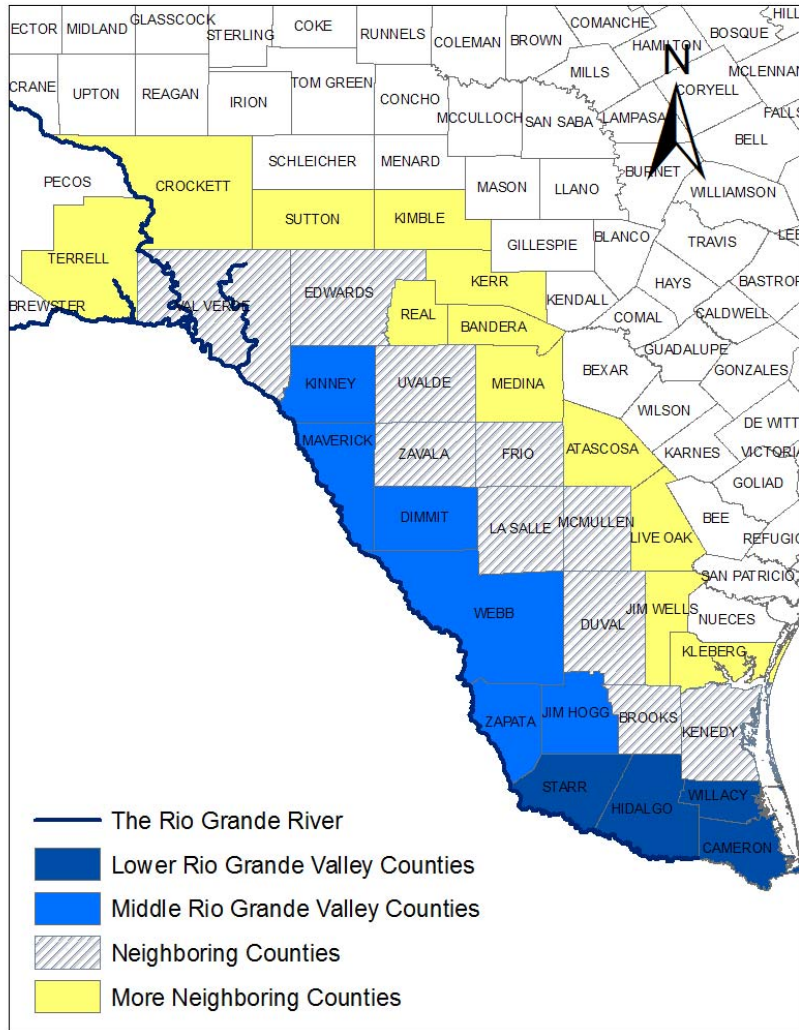 ECTOR
MIDLAND
GLASSCOCK
STERLING
COKE
RUNNELS
COLEMAN
BROWN
COMANCHE
HAMILTON
BOSQUE
HILL
CRANE
UPTON
REAGAN
IRION
TOM GREEN
CONCHO
MCCULLOCH
SAN SABA
MILLS
LAMPASA
N
CORYELL
MCLENNAN
FALLS
BELL
PECOS
CROCKETT
SCHLEICHER
MENARD
MASON
LLANO
BURNET
WILLIAMSON
TERRELL
SUTTON
KIMBLE
GILLESPIE
BLANCO
TRAVIS
LEE
BREWSTER
VAL VERDE
EDWARDS
REAL
KERR
BANDERA
KENDALL
HAYS
COMAL
CALDWELL
BASTROP
KINNEY
UVALDE
MEDINA
BEXAR
GUADALUPE
GONZALES
MAVERICK
ZAVALA
FRIO
ATASCOSA
WILSON
KARNES
DE WITT
VICTORIA
GOLIAD
DIMMIT
LA SALLE
MCMULLEN
LIVE OAK
BEE
REFUGIO
SAN PATRICIO
WEBB
DUVAL
JIM WELLS
NUECES
KLEBERG
ZAPATA
JIM HOGG
BROOKS
KENEDY
STARR
HIDALGO
WILLACY
CAMERON
The Rio Grande River
Lower Rio Grande Valley Counties
Middle Rio Grande Valley Counties
Neighboring Counties
More Neighboring Counties